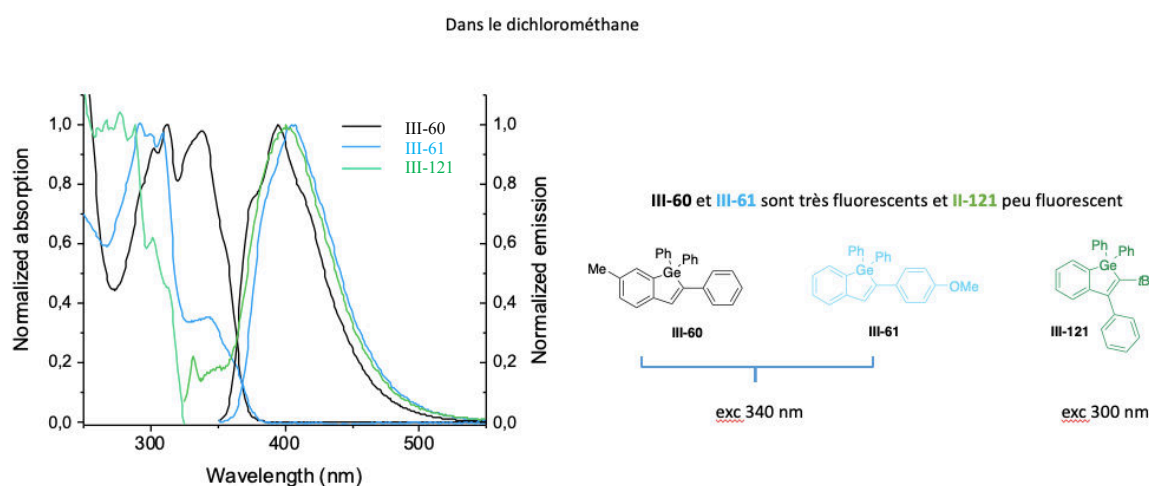 Dans le dichlorométhane
III-60
III-61
III-121
1,0
0,8
0,6
0,4
0,2
0,0
1,0
0,8
0,6
0,4
0,2
0,0
300
400
500
Normalized absorption
Normalized emission
Wavelength (nm)
III-60 et III-61 sont très fluorescents et II-121 peu fluorescent
Me
Ph
Ph
Ge
III-60
Ph
Ph
Ge
OMe
III-61
Ph
Ph
Ge
tB
III-121
exc 340 nm
exc 300 nm